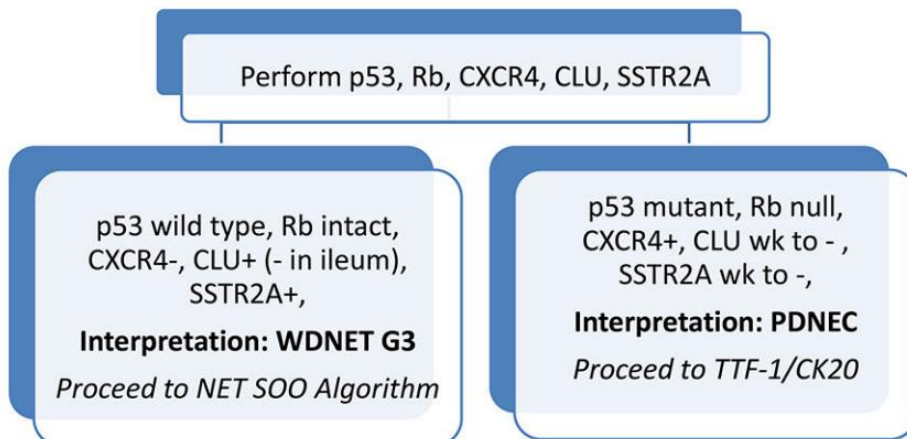 Perform p53, Rb, CXCR4, CLU, SSTR2A
p53 wild type, Rb intact,
CXCR4-, CLU+ (- in ileum),
SSTR2A+,
Interpretation: WDNET G3
Proceed to NET SOO Algorithm
p53 mutant, Rb null,
CXCR4+, CLU wk to - ,
SSTR2A wk to -,
Interpretation: PDNEC
Proceed to TTF-1/CK20